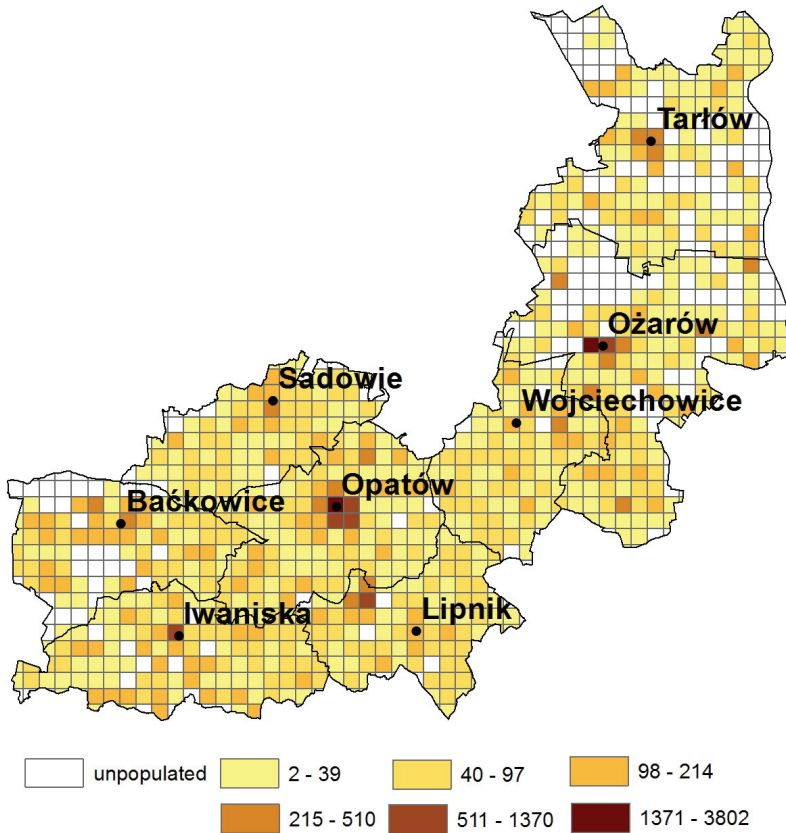 Tarłów
Ożarów
Sadowie
Wojciechowice
Opatów
Baćkowice
Iwaniska
Lipnik
unpopulated 2 - 39 40 - 97 98 - 214
215 - 510 511 - 1370 1371 - 3802